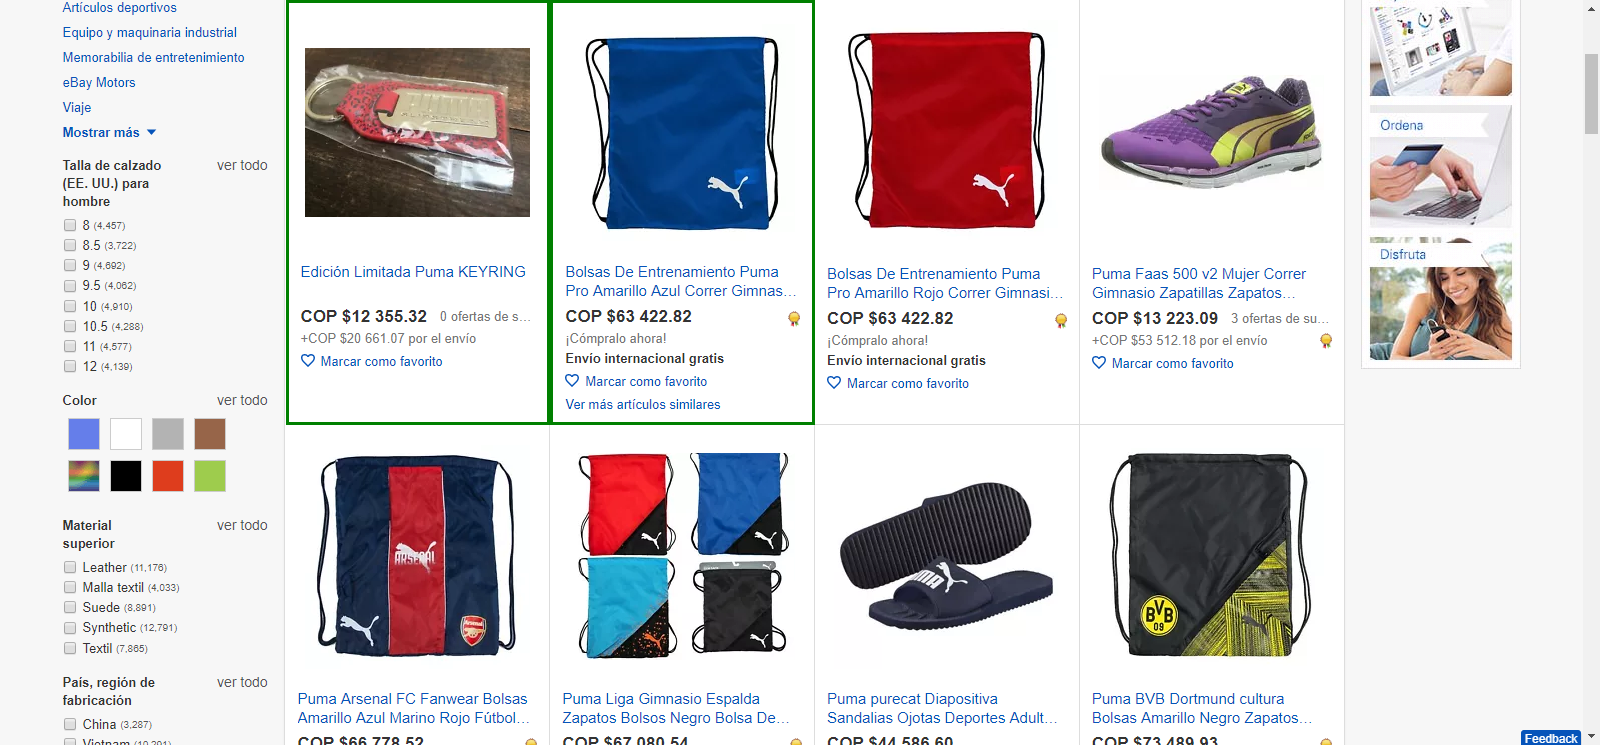 Artículos deportivos
Equipo y maquinaria industrial
Memorabilia de entretenimiento
eBay Motors
Viaje
Mostrar más
Talla de calzado
(EE. UU.) para
hombre
ver todo
8 (4,457)
8.5 (3,722)
9 (4,692)
9.5 (4,062)
10 (4,910)
10.5 (4,288)
11 (4,577)
12 (4,139)
Color
ver todo
Material
superior
ver todo
Leather (11,176)
Malla textil (4,033)
Suede (8,891)
Synthetic (12,791)
Textil (7,865)
País, región de
fabricación
ver todo
China (3,287)
Vietnam (10,291)
Edición Limitada Puma KEYRING
COP $12 355.32
0 ofertas de s...
+COP $20 661.07 por el envío
Marcar como favorito
Bolsas De Entrenamiento Puma
Pro Amarillo Azul Correr Gimnas...
COP $63 422.82
¡Cómpralo ahora!
Envío internacional gratis
Marcar como favorito
Ver más artículos similares
Bolsas De Entrenamiento Puma
Pro Amarillo Rojo Correr Gimnasi...
COP $63 422.82
¡Cómpralo ahora!
Envío internacional gratis
Marcar como favorito
Puma Faas 500 v2 Mujer Correr
Gimnasio Zapatillas Zapatos...
COP $13 223.09
3 ofertas de su...
+COP $53 512.18 por el envío
Marcar como favorito
ARSENAL
Arsenal
Puma Arsenal FC Fanwear Bolsas
Amarillo Azul Marino Rojo Fútbol...
COP $66 778.52
Puma Liga Gimnasio Espalda
Zapatos Bolsos Negro Bolsa De...
COP $67 080.54
PUMA
Puma purecat Diapositiva
Sandalias Ojotas Deportes Adult...
COP $44 586.60
BVB
09
Puma BVB Dortmund cultura
Bolsas Amarillo Negro Zapatos...
COP $73 489.93
Ordena
Disfruta
Feedback